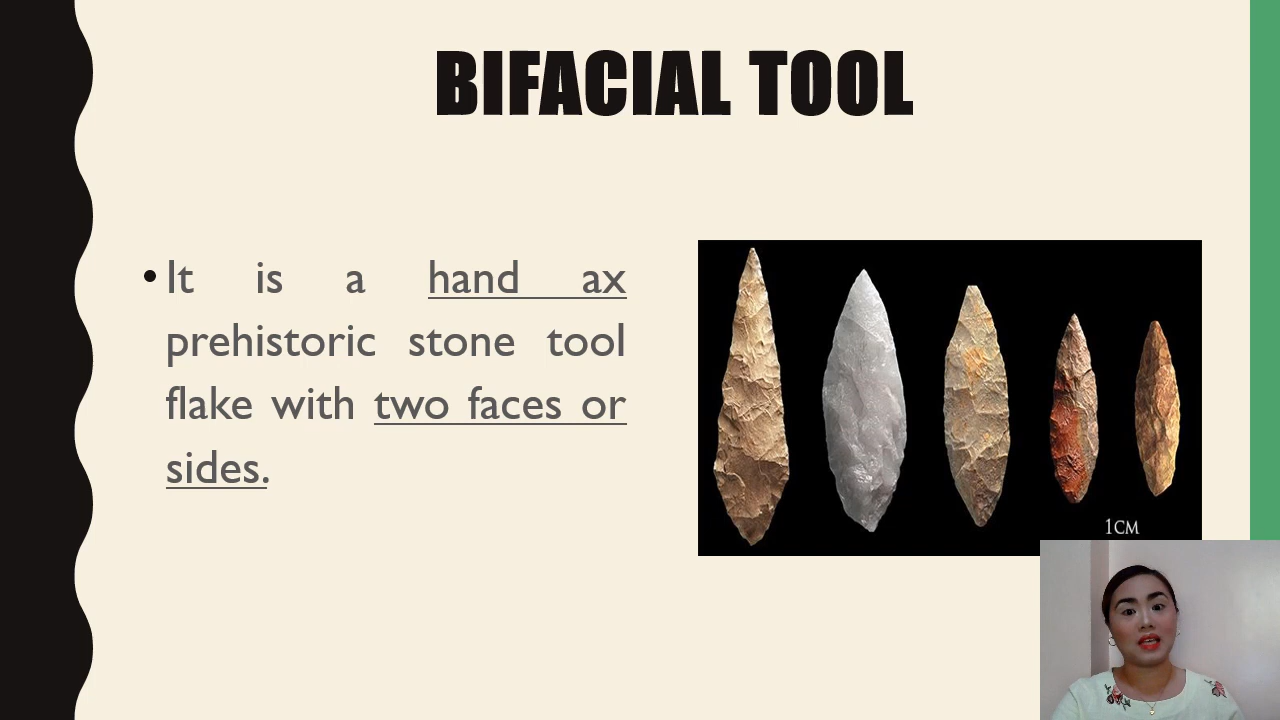 BIFACIAL TOOL
• It is a hand ax
prehistoric stone tool
flake with two faces or
sides.
1CM